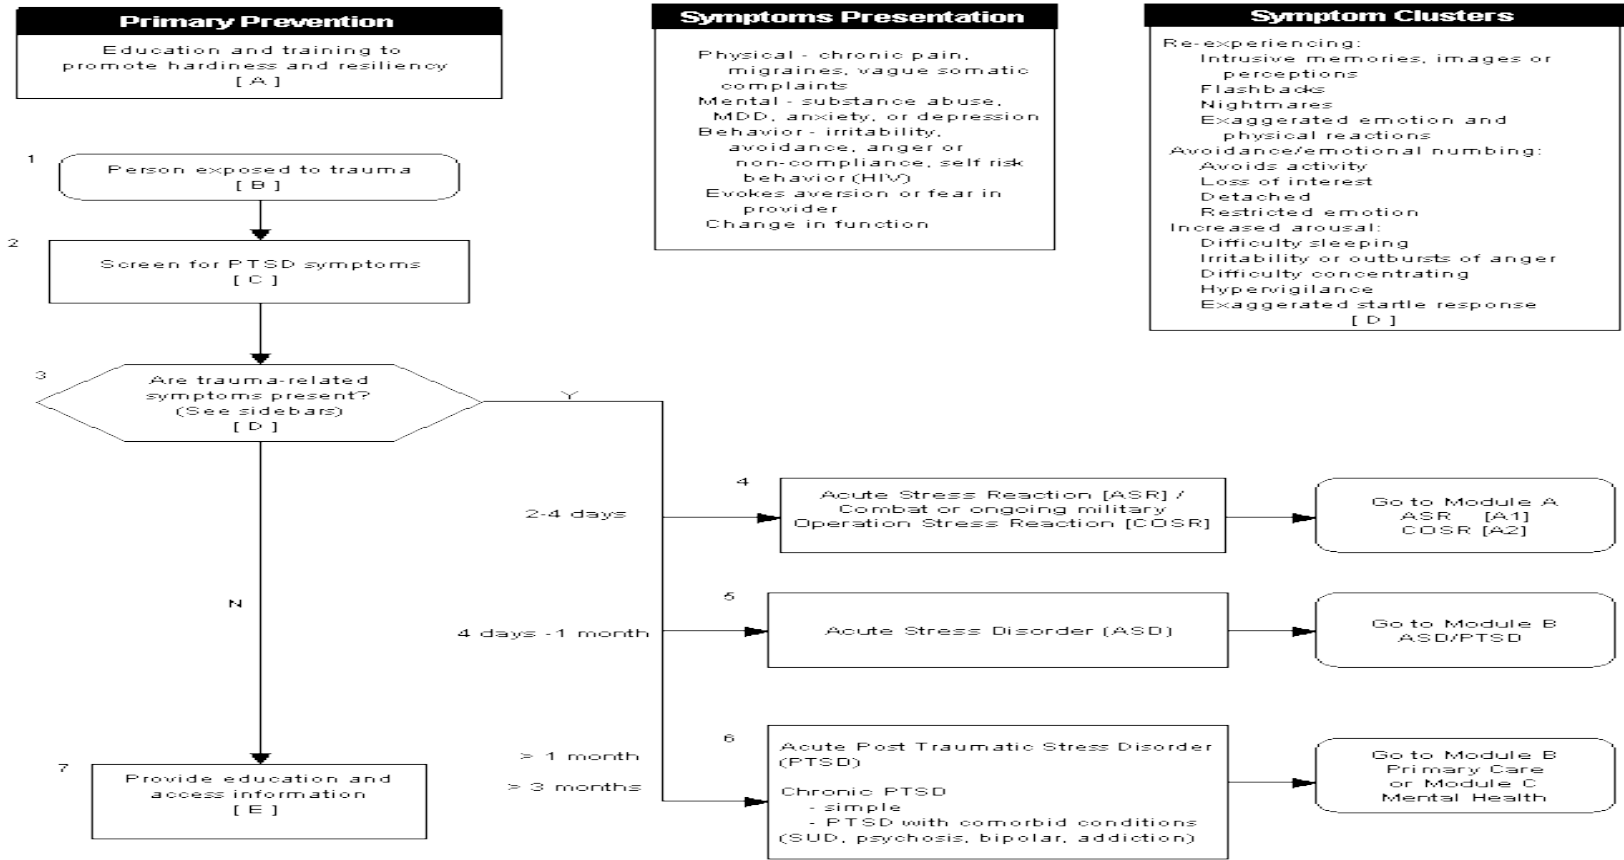 Primary Prevention
Education and training to
promote hardiness and resiliency
[ A ]
Symptoms Presentation
Physical - chronic pain,
migraines, vague somatic
complaints
Mental - substance abuse,
MDD, anxiety, or depression
Behavior - irritability,
avoidance, anger or
non-compliance, self risk
behavior (HIV)
Evokes aversion or fear in
provider
Change in function
Symptom Clusters
Re-experiencing:
Intrusive memories, images or
perceptions
Flashbacks
Nightmares
Exaggerated emotion and
physical reactions
Avoidance/emotional numbing:
Avoids activity
Loss of interest
Detached
Restricted emotion
Increased arousal:
Difficulty sleeping
Irritability or outbursts of anger
Difficulty concentrating
Hypervigilance
Exaggerated startle response
[ D ]
1
Person exposed to trauma
[ B ]
2
Screen for PTSD symptoms
[ C ]
3
Are trauma-related
symptoms present?
(See sidebars)
[ D ]
Y
N
2-4 days
4
Acute Stress Reaction [ASR] /
Combat or ongoing military
Operation Stress Reaction [COSR]
Go to Module A
ASR [A1]
COSR [A2]
4 days -1 month
5
Acute Stress Disorder (ASD)
Go to Module B
ASD/PTSD
> 1 month
> 3 months
6
Acute Post Traumatic Stress Disorder
(PTSD)
Chronic PTSD
- simple
- PTSD with comorbid conditions
(SUD, psychosis, bipolar, addiction)
Go to Module B
Primary Care
or Module C
Mental Health
7
Provide education and
access information
[ E ]